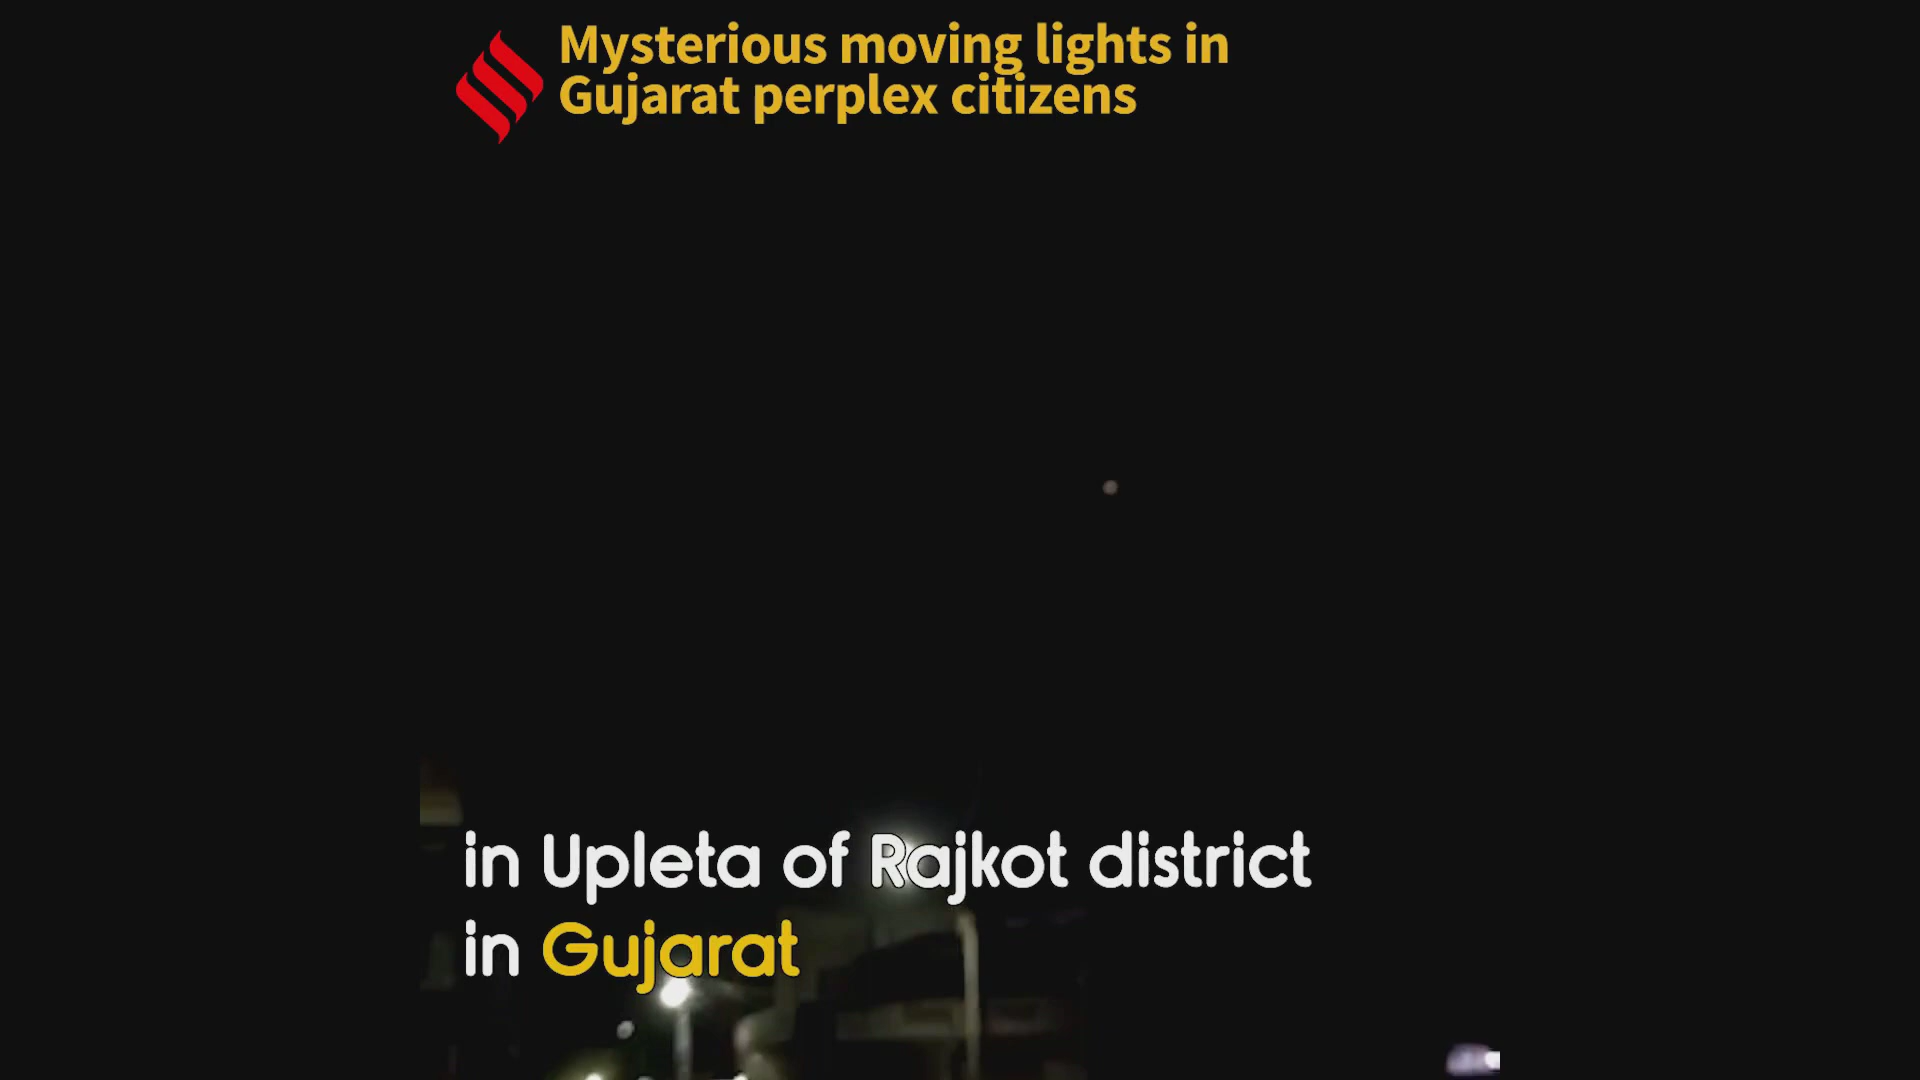 Mysterious moving lights in
Gujarat perplex citizens
in Upleta of Rajkot district
in Gujarat